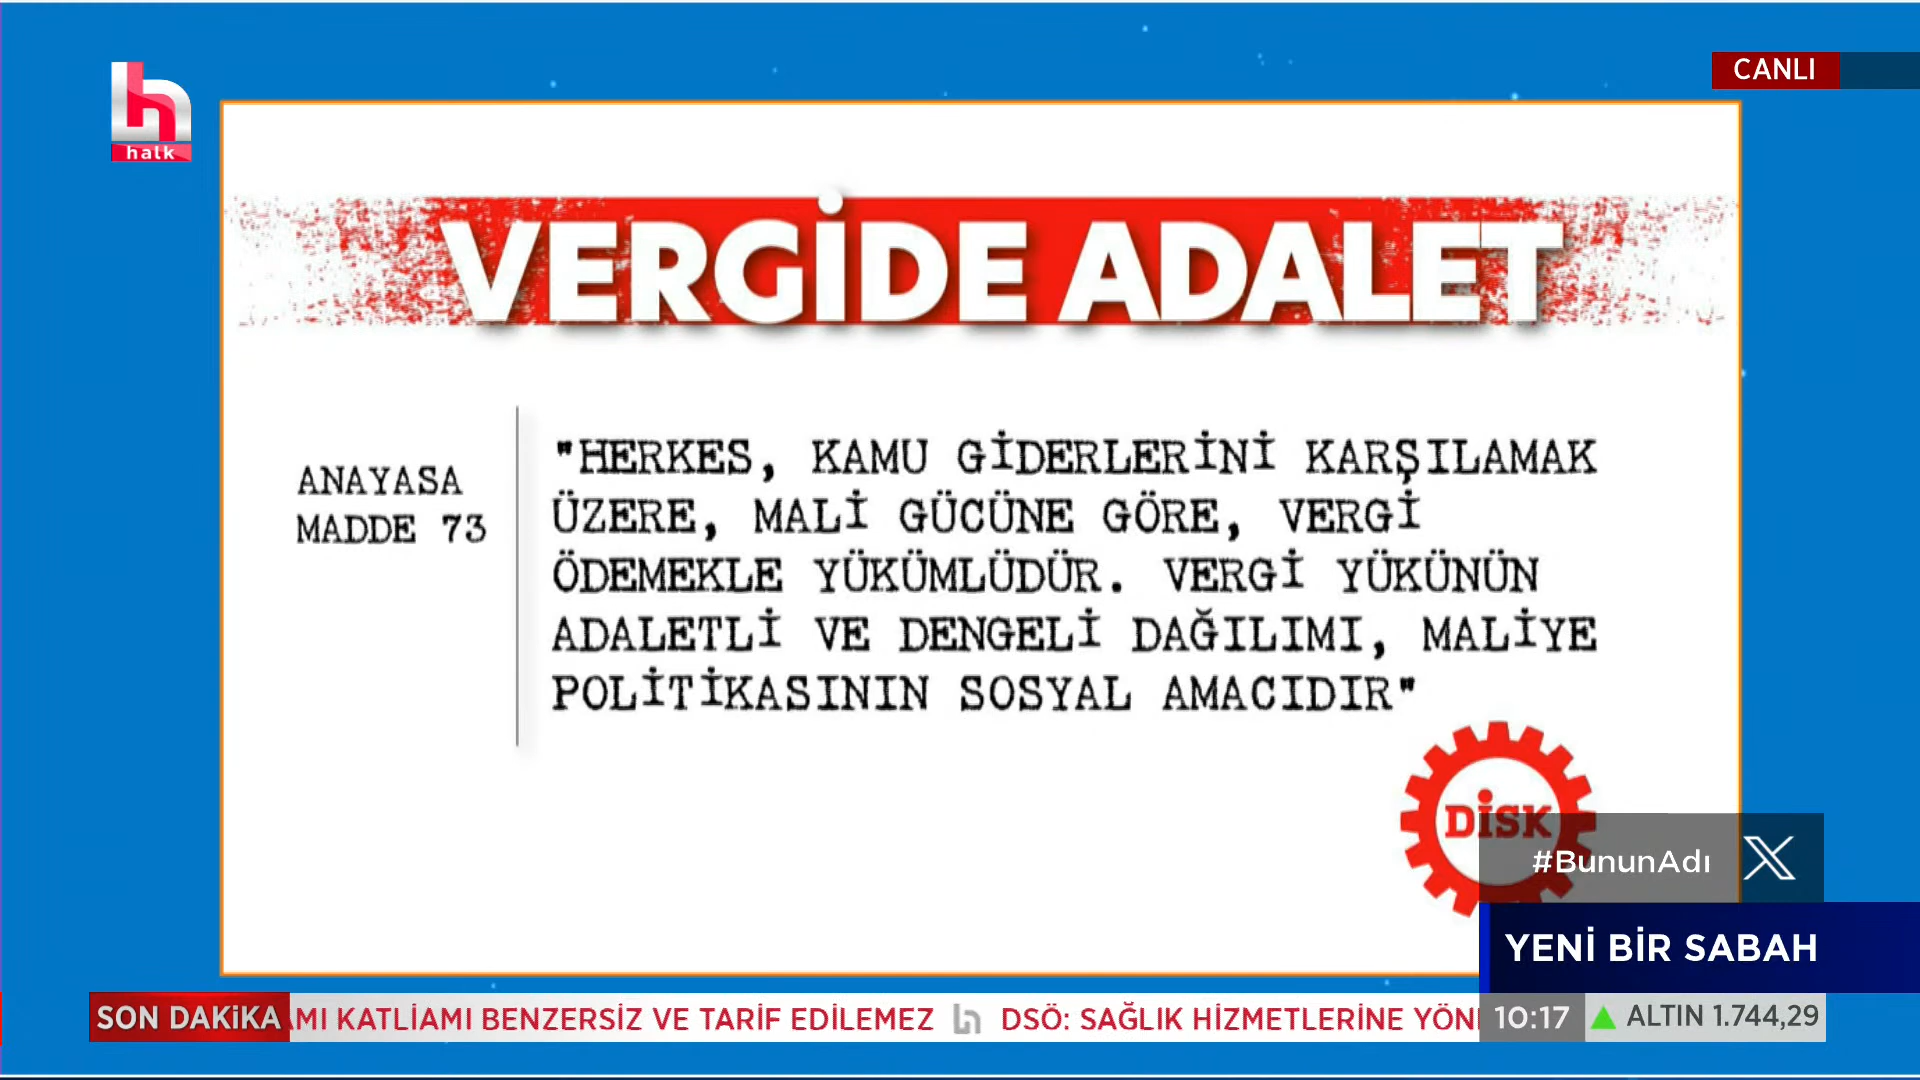 halk
CANLI
VERGİDE ADALET
ANAYASA
MADDE 73
"HERKES, KAMU GİDERLERİNİ KARŞILAMAK
ÜZERE, MALİ GÜCÜNE GÖRE, VERGİ
ÖDEMEKLE YÜKÜMLÜDÜR. VERGİ YÜKÜNÜN
ADALETLİ VE DENGELİ DAĞILIMI, MALİYE
POLİTİKASININ SOSYAL AMACIDIR"
DİSK
#BununAdı
YENİ BİR SABAH
SON DAKİKA
KATLİAMI BENZERSİZ VE TARİF EDİLEMEZ DSÖ: SAĞLIK HİZMETLERİNE
10:17 ALTIN 1.744,29